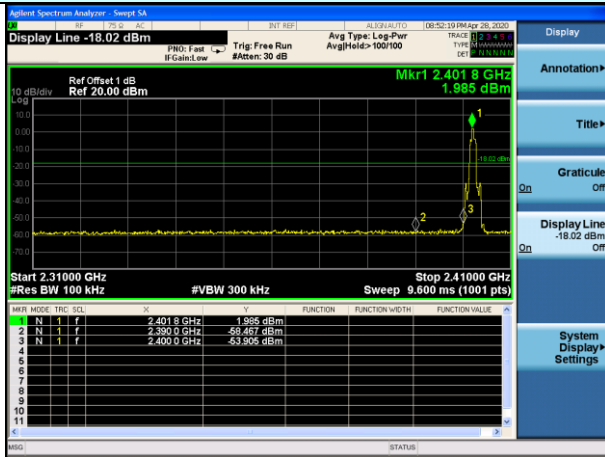 Agilent Spectrum Analyzer - Swept SA
RF 75 Ω AC INT REF ALIGNAUTO 08:52:19 PM Apr 28, 2020
Display Line -18.02 dBm
PNO: Fast
IFGain:Low
Trig: Free Run
#Atten: 30 dB
Avg Type: Log-Pwr
Avg|Hold:> 100/100
TRACE 1 2 3 4 5 6
TYPE M W W W W W
DET P N N N N N
Display
Mkr1 2.401 8 GHz
1.985 dBm
Ref Offset 1 dB
10 dB/div Ref 20.00 dBm
Log
10.0
0.00
-10.0
-20.0
-30.0
-40.0
-50.0
-60.0
-70.0
1
-18.02 dBm
2
3
Start 2.31000 GHz Stop 2.41000 GHz
#Res BW 100 kHz #VBW 300 kHz Sweep 9.600 ms (1001 pts)
MKR MODE TRC SCL X Y FUNCTION FUNCTION WIDTH FUNCTION VALUE
1 N 1 f 2.401 8 GHz 1.985 dBm
2 N 1 f 2.390 0 GHz -58.467 dBm
3 N 1 f 2.400 0 GHz -53.905 dBm
4
5
6
7
8
9
10
11
MSG STATUS
Annotation
Title
Graticule
On Off
Display Line
-18.02 dBm
On Off
System
Display
Settings